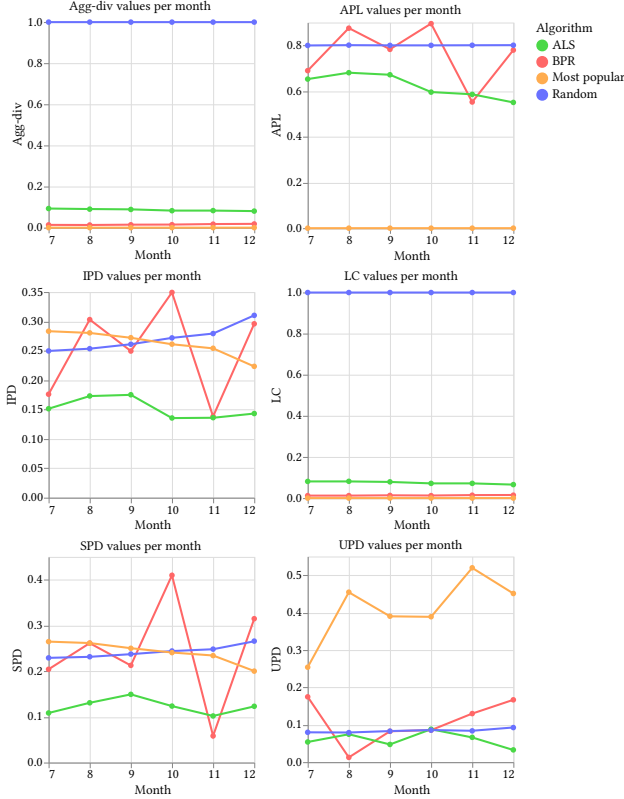 Agg-div values per month
Agg-div
1.0
0.8
0.6
0.4
0.2
0.0
7 8 9 10 11 12
Month
APL values per month
APL
0.8
0.6
0.4
0.2
0.0
7 8 9 10 11 12
Month
Algorithm
ALS
BPR
Most popular
Random
IPD values per month
IPD
0.35
0.30
0.25
0.20
0.15
0.10
0.05
0.00
7 8 9 10 11 12
Month
LC values per month
LC
1.0
0.8
0.6
0.4
0.2
0.0
7 8 9 10 11 12
Month
SPD values per month
SPD
0.4
0.3
0.2
0.1
0.0
7 8 9 10 11 12
Month
UPD values per month
UPD
0.5
0.4
0.3
0.2
0.1
0.0
7 8 9 10 11 12
Month